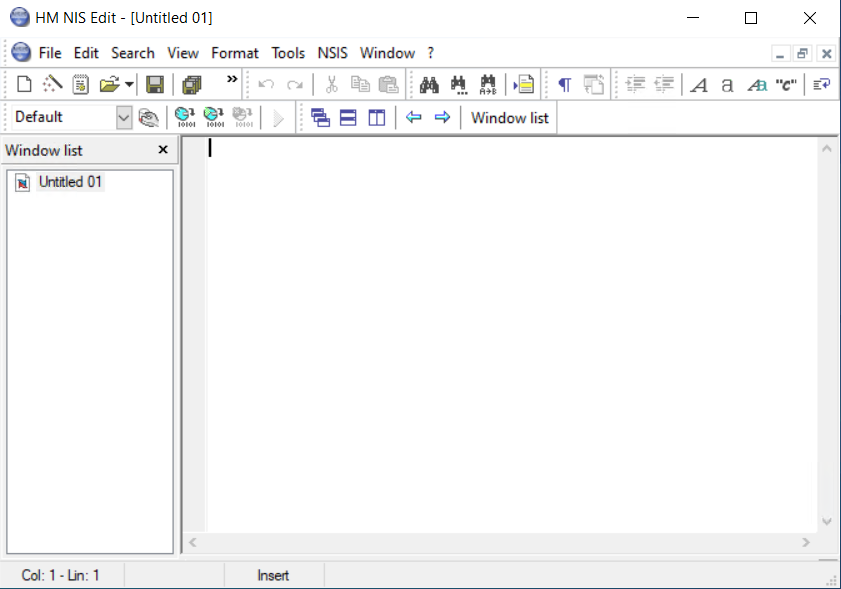 HM NIS Edit - [Untitled 01]
File Edit Search View Format Tools NSIS Window ?
A a Aa "C"
Default Window list
Window list
Untitled 01
Col: 1 - Lin: 1 Insert